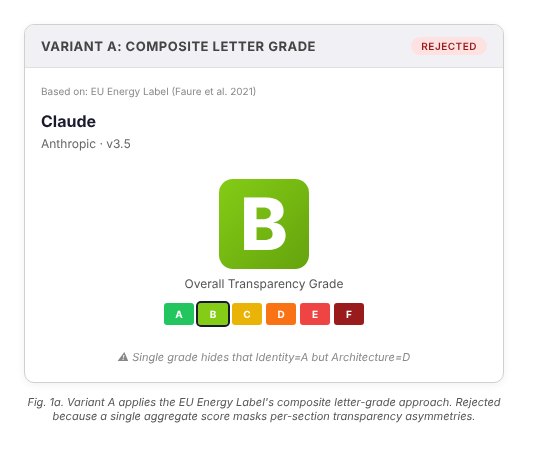 VARIANT A: COMPOSITE LETTER GRADE
REJECTED
Based on: EU Energy Label (Faure et al. 2021)
Claude
Anthropic · v3.5
B
Overall Transparency Grade
A B C D E F
⚠ Single grade hides that Identity=A but Architecture=D
Fig. 1a. Variant A applies the EU Energy Label's composite letter-grade approach. Rejected
because a single aggregate score masks per-section transparency asymmetries.